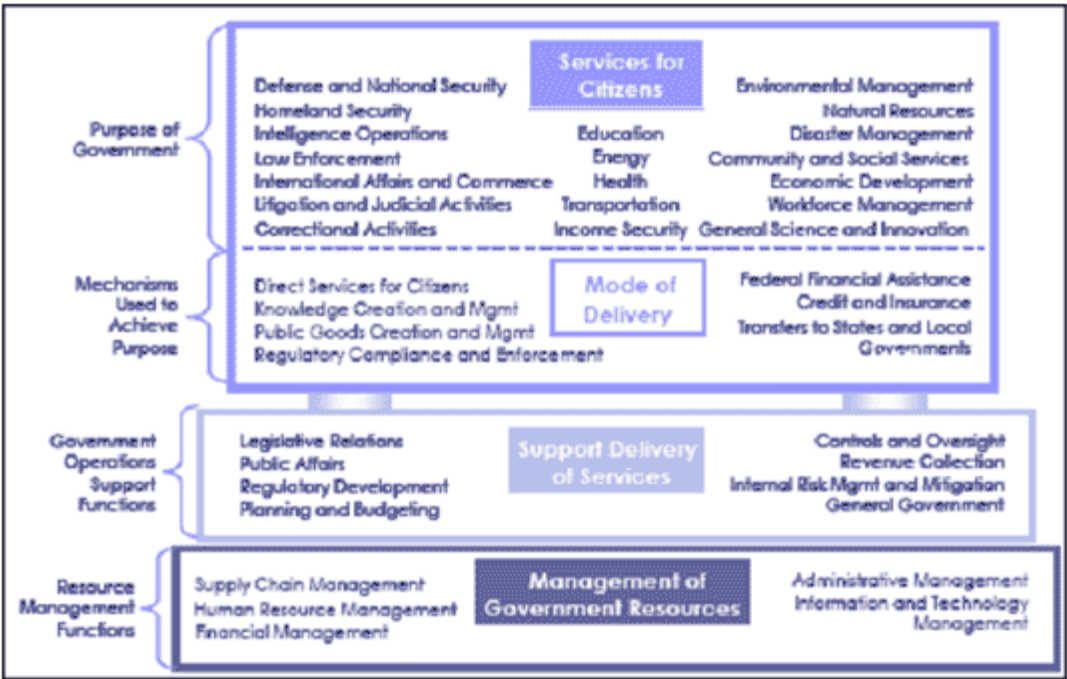 Purpose of
Government
Services for
Citizens
Defense and National Security
Homeland Security
Intelligence Operations
Law Enforcement
International Affairs and Commerce
Litigation and Judicial Activities
Correctional Activities
Education
Energy
Health
Transportation
Income Security
Environmental Management
Natural Resources
Disaster Management
Community and Social Services
Economic Development
Workforce Management
General Science and Innovation
Mechanisms
Used to
Achieve
Purpose
Mode of
Delivery
Direct Services for Citizens
Knowledge Creation and Mgmt
Public Goods Creation and Mgmt
Regulatory Compliance and Enforcement
Federal Financial Assistance
Credit and Insurance
Transfers to States and Local
Governments
Government
Operations
Support
Functions
Support Delivery
of Services
Legislative Relations
Public Affairs
Regulatory Development
Planning and Budgeting
Controls and Oversight
Revenue Collection
Internal Risk Mgmt and Mitigation
General Government
Resource
Management
Functions
Management of
Government Resources
Supply Chain Management
Human Resource Management
Financial Management
Administrative Management
Information and Technology
Management